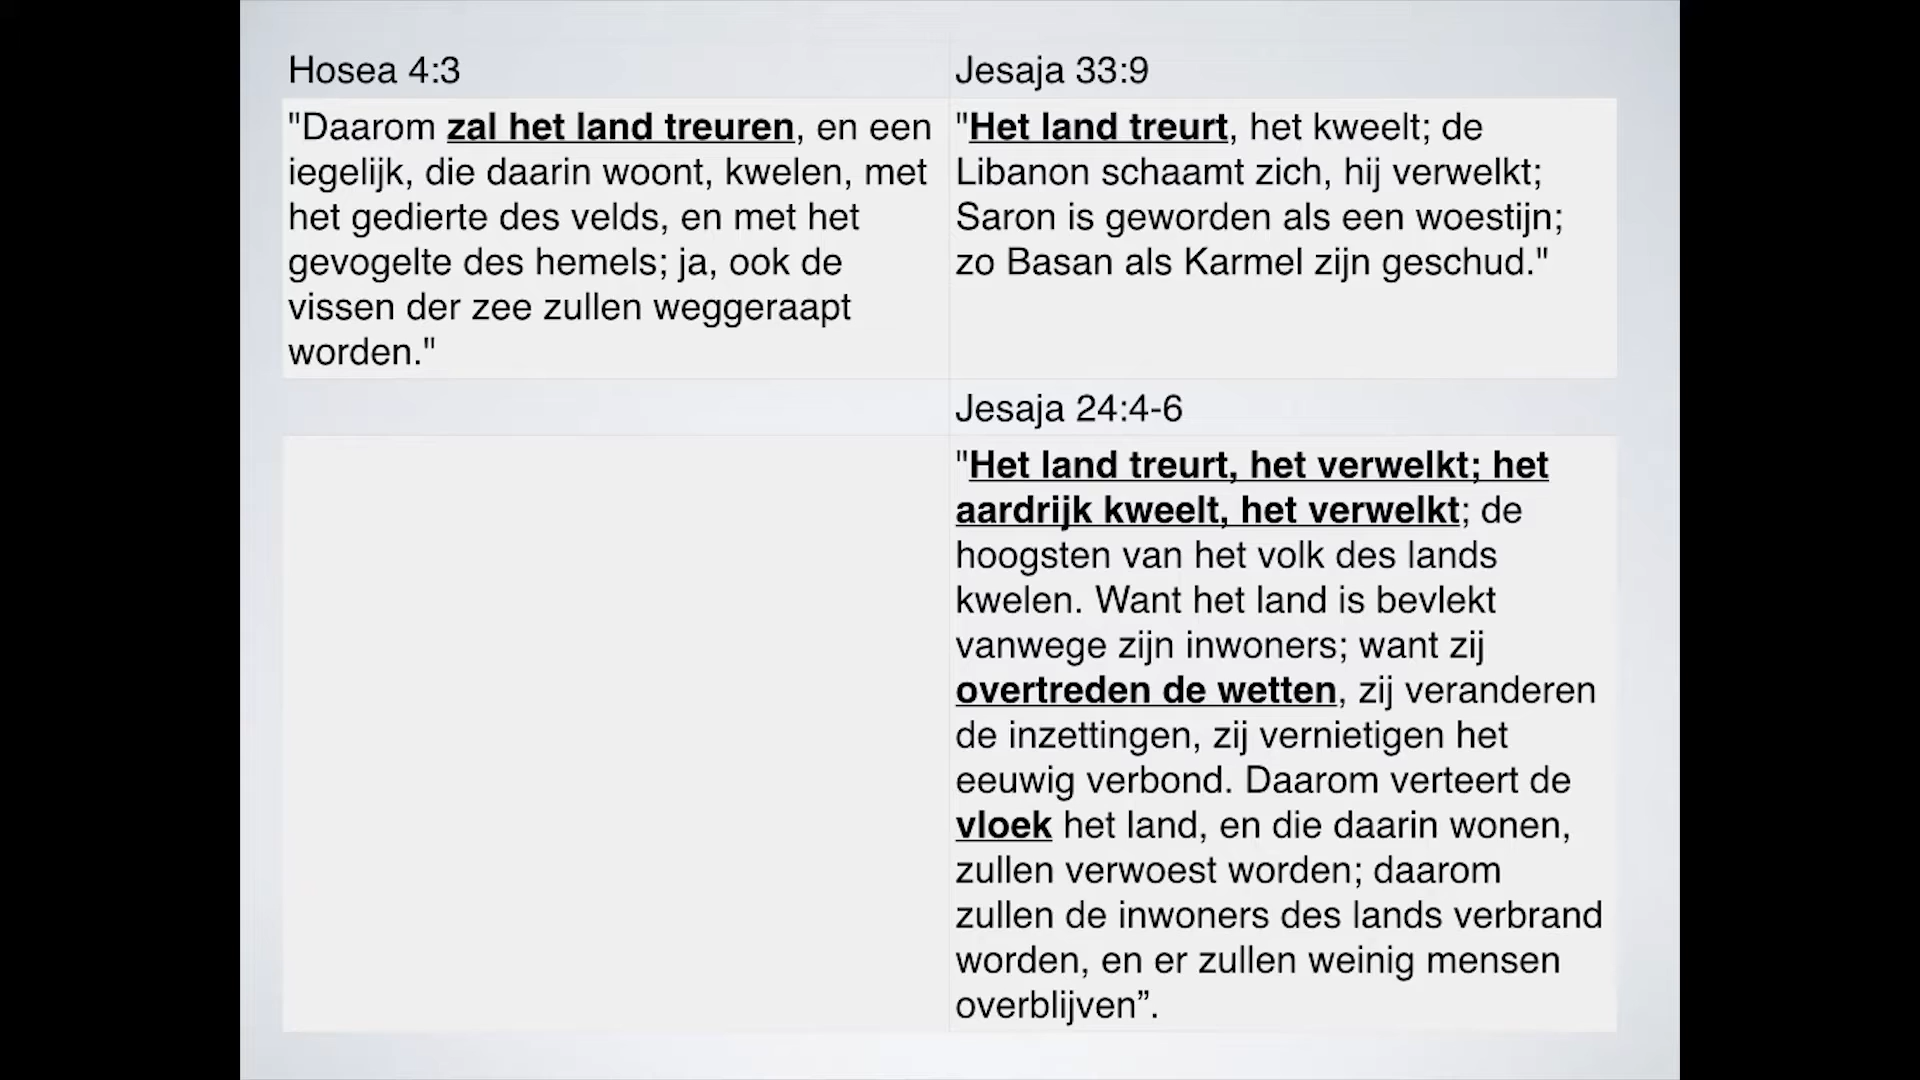 Hosea 4:3
"Daarom zal het land treuren, en een
iegelijk, die daarin woont, kwelen, met
het gedierte des velds, en met het
gevogelte des hemels; ja, ook de
vissen der zee zullen weggeraapt
worden."
Jesaja 33:9
"Het land treurt, het kweelt; de
Libanon schaamt zich, hij verwelkt;
Saron is geworden als een woestijn;
zo Basan als Karmel zijn geschud."
Jesaja 24:4-6
"Het land treurt, het verwelkt; het
aardrijk kweelt, het verwelkt; de
hoogsten van het volk des lands
kwelen. Want het land is bevlekt
vanwege zijn inwoners; want zij
overtreden de wetten, zij veranderen
de inzettingen, zij vernietigen het
eeuwig verbond. Daarom verteert de
vloek het land, en die daarin wonen,
zullen verwoest worden; daarom
zullen de inwoners des lands verbrand
worden, en er zullen weinig mensen
overblijven”.